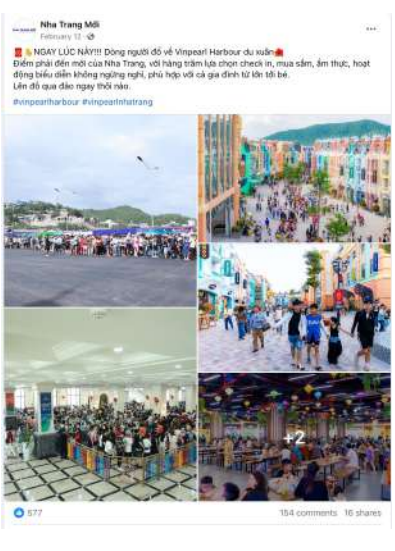 Nha Trang Mới
February 12
🧧👋NGAY LÚC NÀY!!! Dòng người đổ về Vinpearl Harbour du xuân🌺
Điểm phải đến mới của Nha Trang, với hàng trăm lựa chọn check in, mua sắm, ẩm thực, hoạt
động biểu diễn không ngừng nghỉ, phù hợp với cả gia đình từ lớn tới bé.
Lên đồ qua đảo ngay thôi nào.
#vinpearlharbour #vinpearlnhatrang
+2
577
154 comments 16 shares